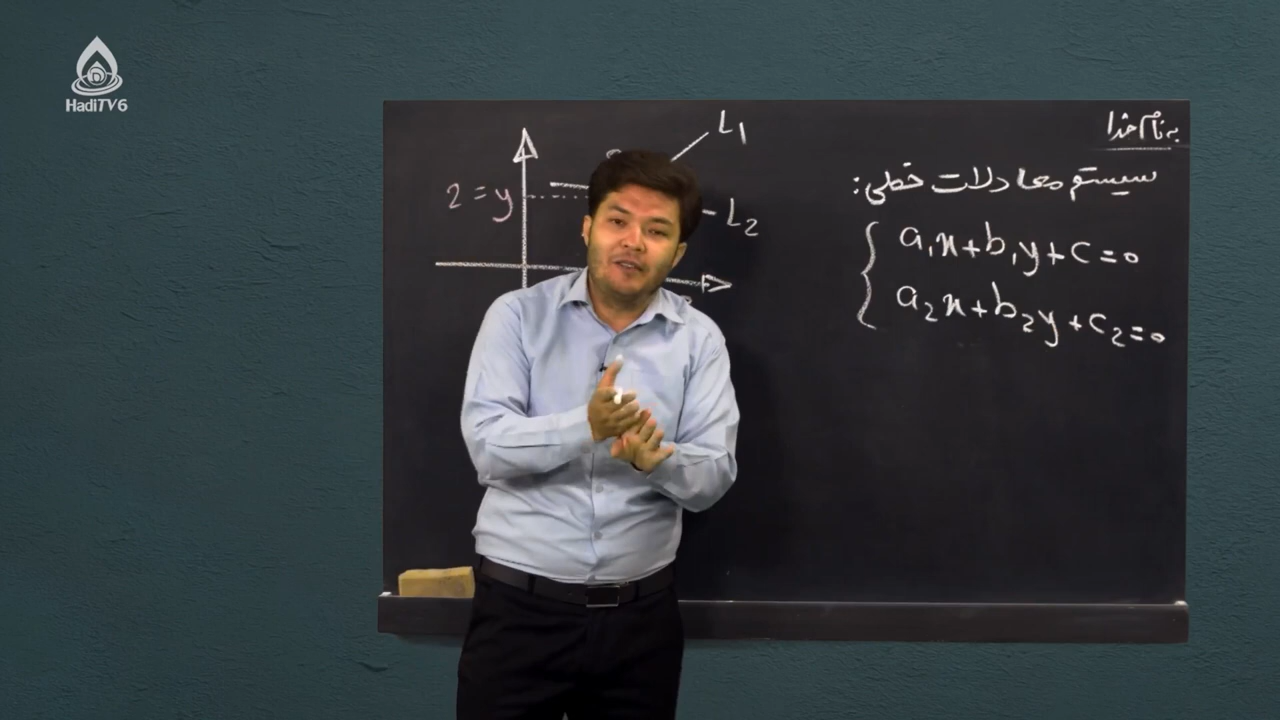 HadiTV6
به نام خدا
سیستم معادلات خطی:
a₁x+b₁y+c=0
a₂x+b₂y+c₂=0
L₁
2=y
L₂